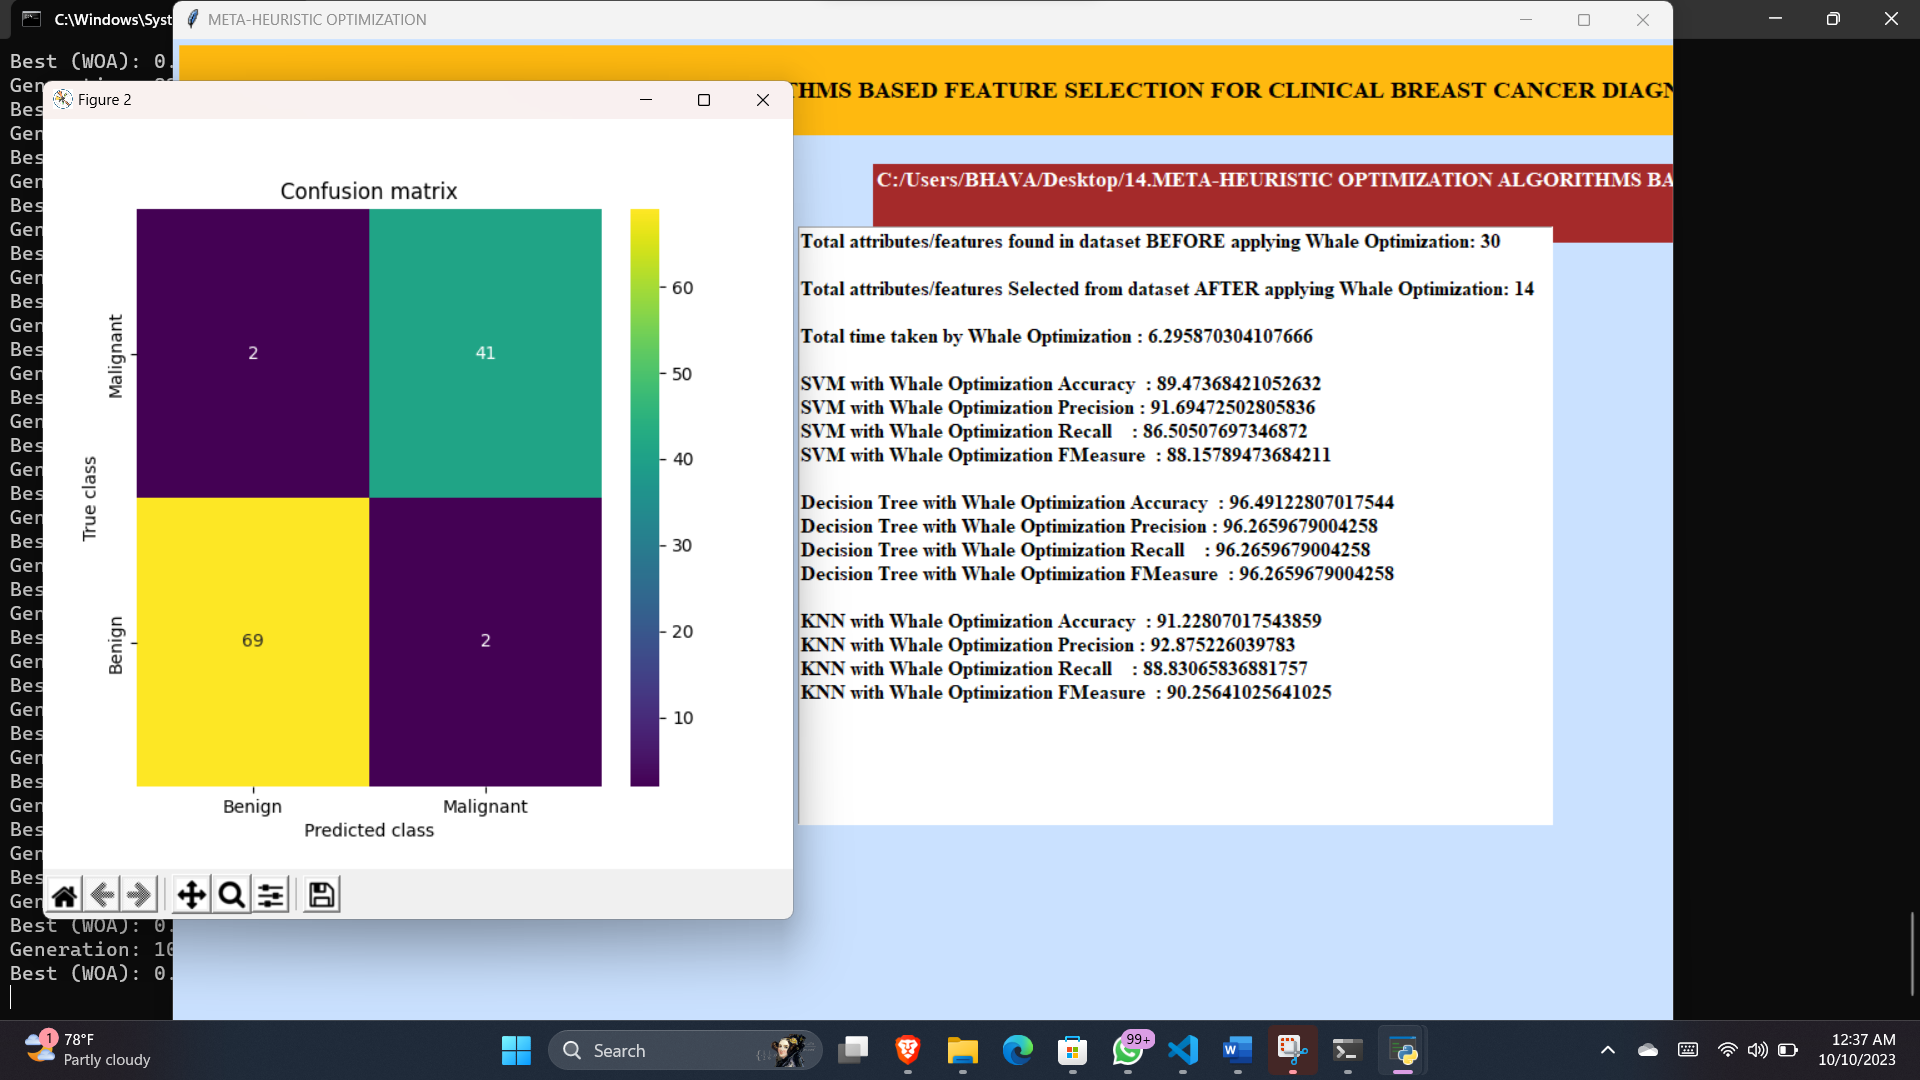 C:\Windows\Syst
META-HEURISTIC OPTIMIZATION
Best (WOA): 0.
THMS BASED FEATURE SELECTION FOR CLINICAL BREAST CANCER DIAGN
Figure 2
C:/Users/BHAVA/Desktop/14.META-HEURISTIC OPTIMIZATION ALGORITHMS BA
Confusion matrix
2
41
69
2
Malignant
Benign
True class
Benign
Malignant
Predicted class
60
50
40
30
20
10
Total attributes/features found in dataset BEFORE applying Whale Optimization: 30
Total attributes/features Selected from dataset AFTER applying Whale Optimization: 14
Total time taken by Whale Optimization : 6.295870304107666
SVM with Whale Optimization Accuracy : 89.47368421052632
SVM with Whale Optimization Precision : 91.69472502805836
SVM with Whale Optimization Recall : 86.50507697346872
SVM with Whale Optimization FMeasure : 88.15789473684211
Decision Tree with Whale Optimization Accuracy : 96.49122807017544
Decision Tree with Whale Optimization Precision : 96.2659679004258
Decision Tree with Whale Optimization Recall : 96.2659679004258
Decision Tree with Whale Optimization FMeasure : 96.2659679004258
KNN with Whale Optimization Accuracy : 91.22807017543859
KNN with Whale Optimization Precision : 92.875226039783
KNN with Whale Optimization Recall : 88.83065836881757
KNN with Whale Optimization FMeasure : 90.25641025641025
Gen
Bes
Gen
Bes
Gen
Bes
Gen
Bes
Gen
Bes
Gen
Bes
Gen
Bes
Gen
Bes
Gen
Bes
Gen
Bes
Gen
Bes
Gen
Bes
Gen
Bes
Gen
Bes
Gen
Bes
Gen
Bes
Gen
Bes
Gen
Best (WOA): 0.
Generation: 10
Best (WOA): 0.
1
78°F
Partly cloudy
Search
99+
12:37 AM
10/10/2023